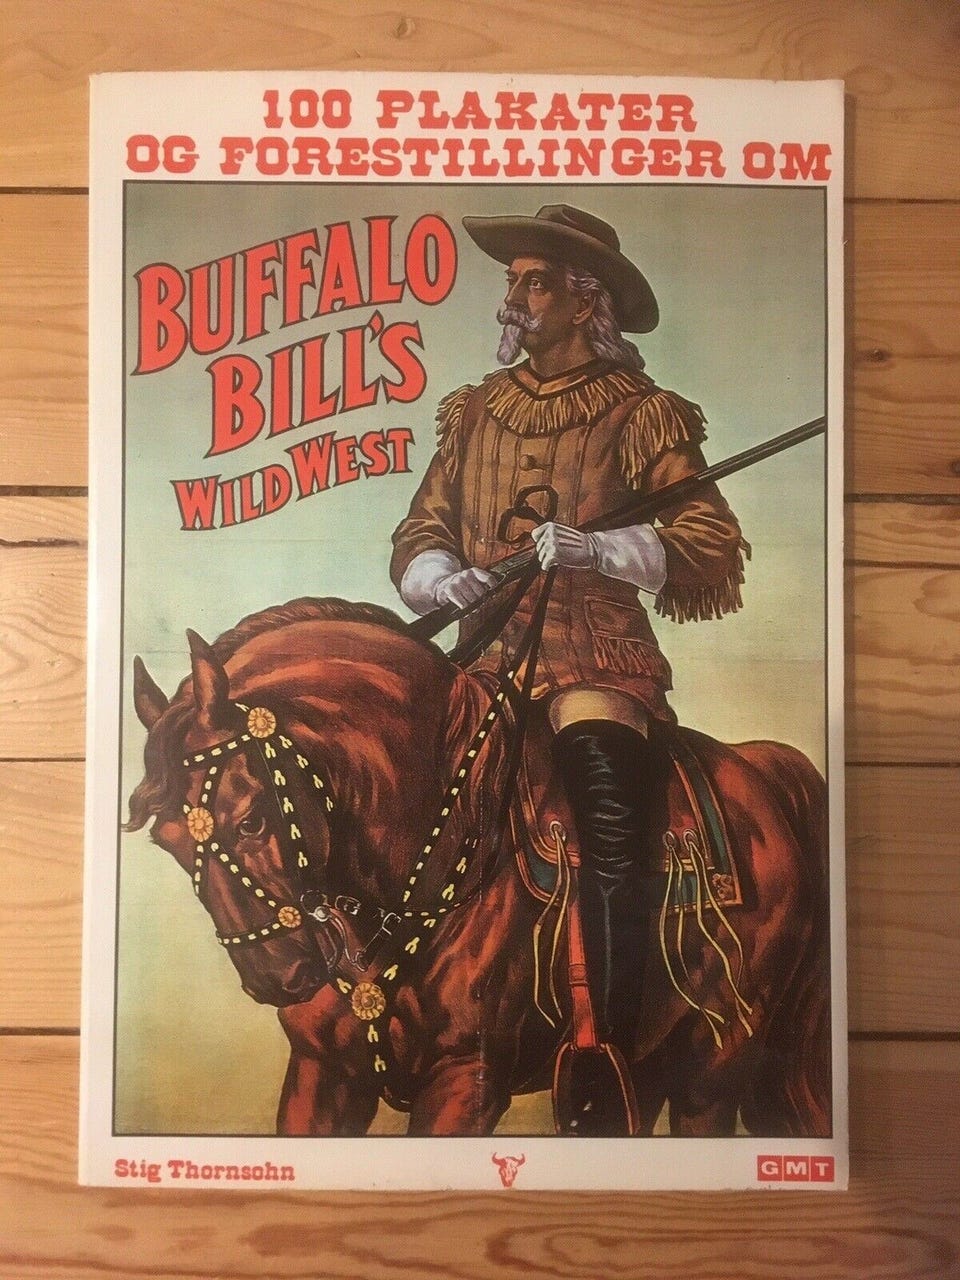 100 PLAKATER
OG FORESTILLINGER OM
BUFFALO
BILL'S
WILD WEST
Stig Thornsohn
GMT